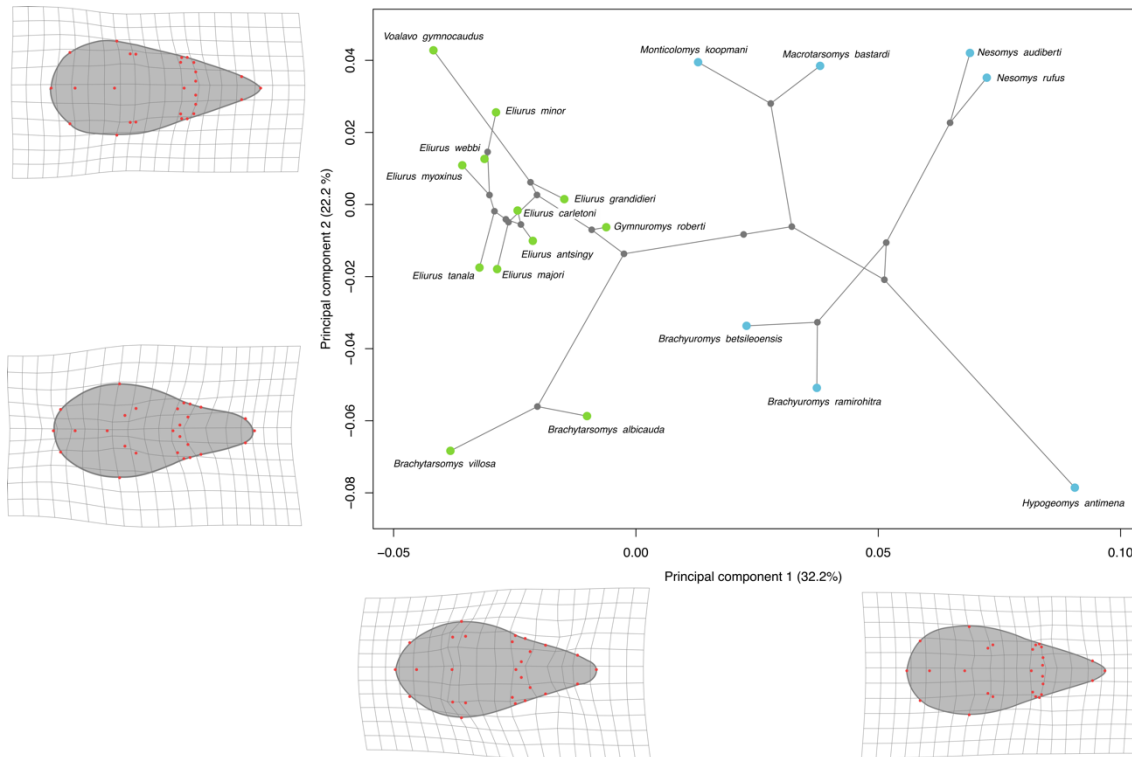 Voalavo gymnocaudus
Monticolomys koopmani
Macrotarsomys bastardi
Nesomys audiberti
Nesomys rufus
Eliurus minor
Eliurus webbi
Eliurus myoxinus
Eliurus grandidieri
Eliurus carletoni
Gymnuromys roberti
Eliurus antsingy
Eliurus tanala
Eliurus majori
Brachyuromys betsileoensis
Brachyuromys ramirohitra
Brachytarsomys albicauda
Brachytarsomys villosa
Hypogeomys antimena
Principal component 2 (22.2 %)
0.04
0.02
0.00
−0.02
−0.04
−0.06
−0.08
−0.05
0.00
0.05
0.10
Principal component 1 (32.2%)